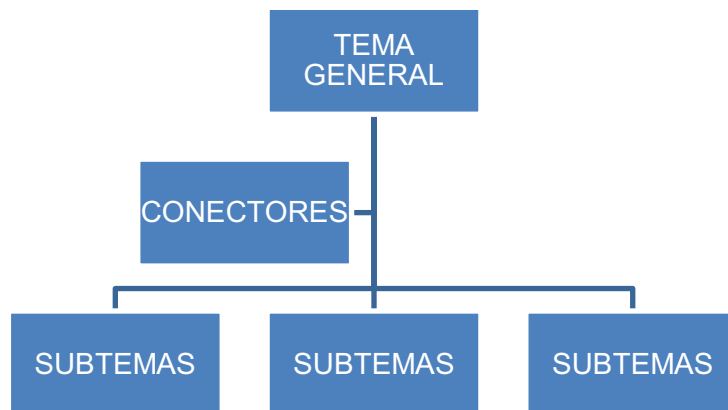 TEMA
GENERAL
CONECTORES
SUBTEMAS
SUBTEMAS
SUBTEMAS